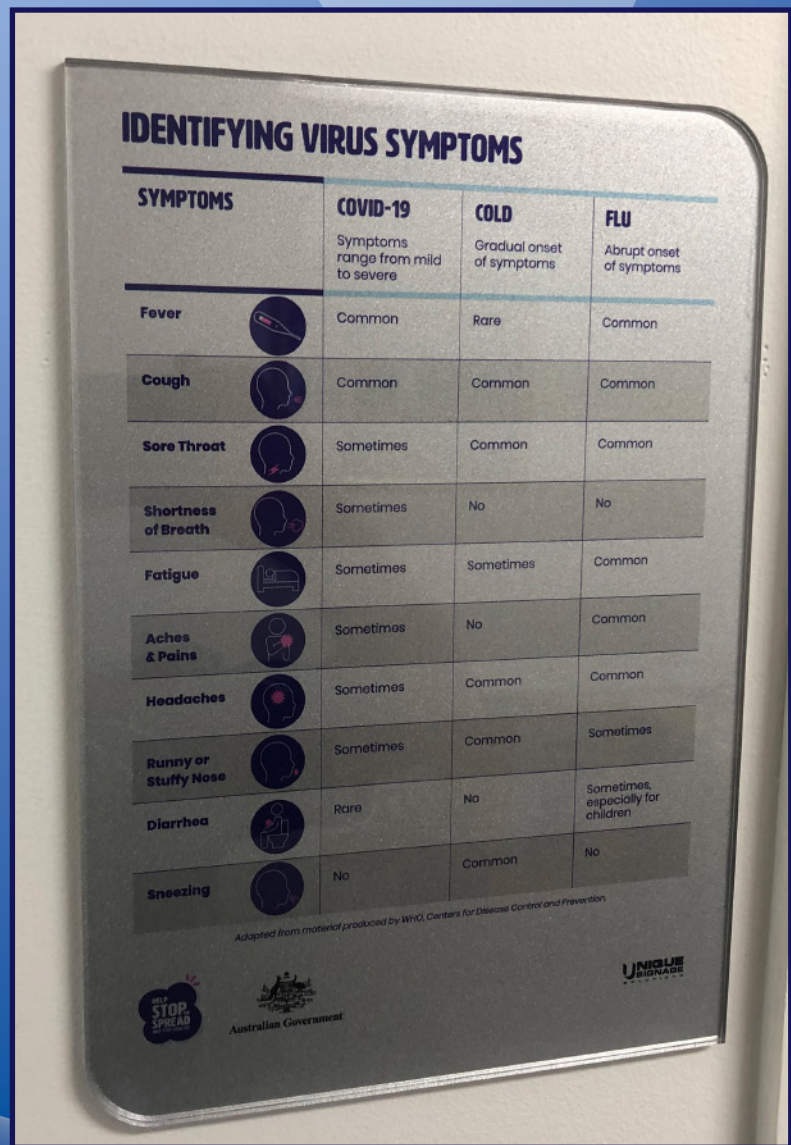 IDENTIFYING VIRUS SYMPTOMS
SYMPTOMS
COVID-19
Symptoms
range from mild
to severe
COLD
Gradual onset
of symptoms
FLU
Abrupt onset
of symptoms
Fever
Common
Rare
Common
Cough
Common
Common
Common
Sore Throat
Sometimes
Common
Common
Shortness
of Breath
Sometimes
No
No
Fatigue
Sometimes
Sometimes
Common
Aches
& Pains
Sometimes
No
Common
Headaches
Sometimes
Common
Common
Runny or
Stuffy Nose
Sometimes
Common
Sometimes
Diarrhea
Rare
No
Sometimes,
especially for
children
Sneezing
No
Common
No
Adapted from material produced by WHO, Centers for Disease Control and Prevention.
HELP
STOP
SPREAD
Australian Government
UNIQUE
SIGNAGE
SOLUTIONS